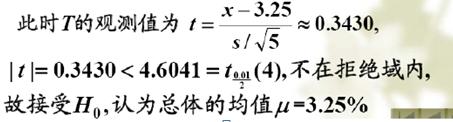 此时T的观测值为 t = (x − 3.25) / (s / √5) ≈ 0.3430,
| t |= 0.3430 < 4.6041 = t_{0.01/2}(4), 不在拒绝域内,
故接受H₀, 认为总体的均值μ=3.25%